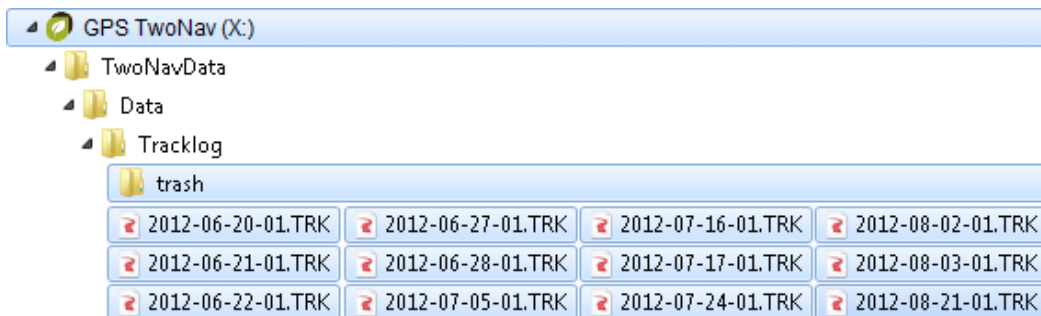 GPS TwoNav (X:)
TwoNavData
Data
Tracklog
trash
2012-06-20-01.TRK 2012-06-27-01.TRK 2012-07-16-01.TRK 2012-08-02-01.TRK
2012-06-21-01.TRK 2012-06-28-01.TRK 2012-07-17-01.TRK 2012-08-03-01.TRK
2012-06-22-01.TRK 2012-07-05-01.TRK 2012-07-24-01.TRK 2012-08-21-01.TRK